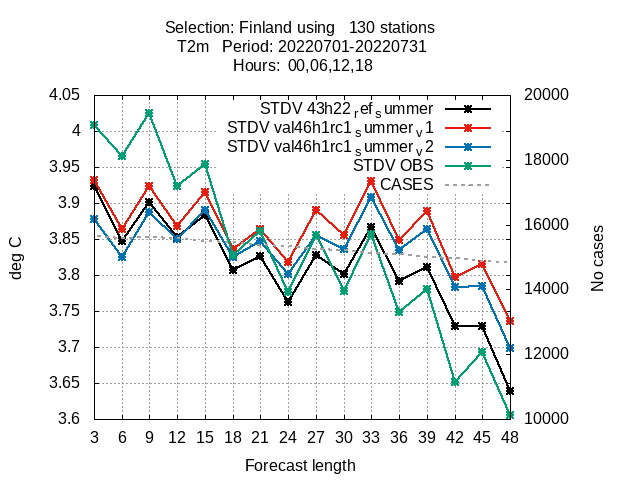 Selection: Finland using   130 stations
T2m   Period: 20220701-20220731
Hours:  00,06,12,18
STDV 43h22_ref_summer
STDV val46h1rc1_summer_v1
STDV val46h1rc1_summer_v2
STDV OBS
CASES
deg C
4.05
4
3.95
3.9
3.85
3.8
3.75
3.7
3.65
3.6
20000
18000
16000
14000
12000
10000
No cases
3 6 9 12 15 18 21 24 27 30 33 36 39 42 45 48
Forecast length